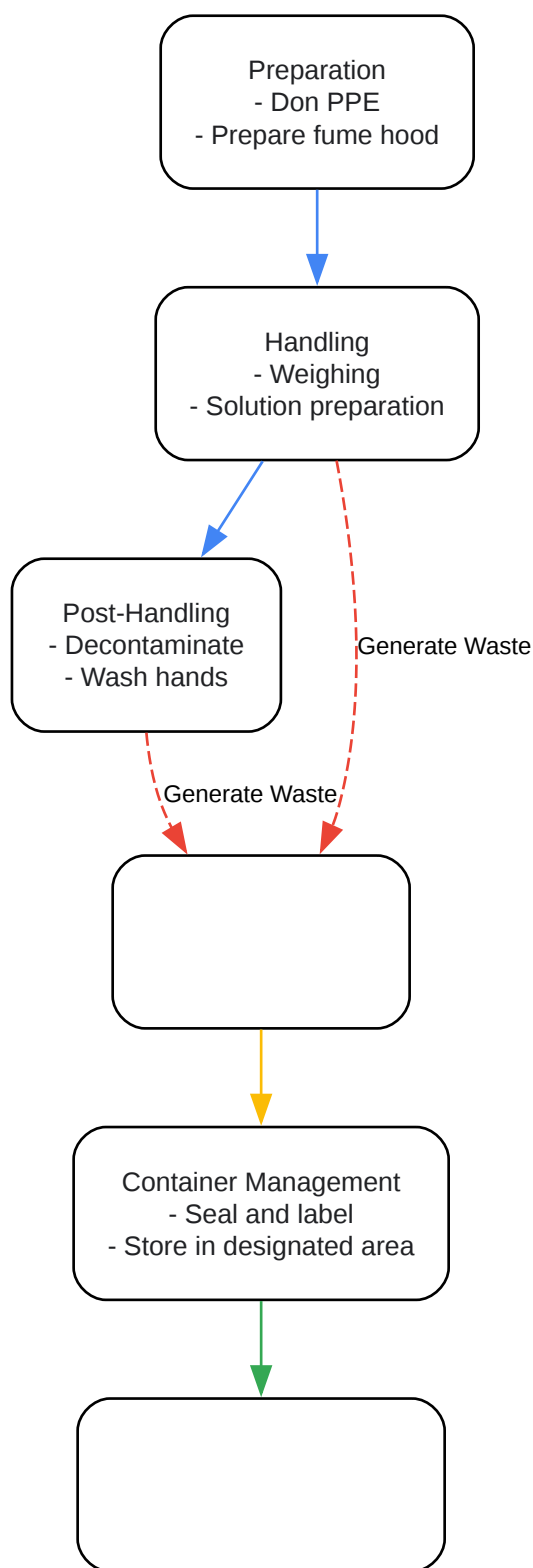 Preparation
- Don PPE
- Prepare fume hood
Handling
- Weighing
- Solution preparation
Post-Handling
- Decontaminate
- Wash hands
Generate Waste
Generate Waste
Container Management
- Seal and label
- Store in designated area